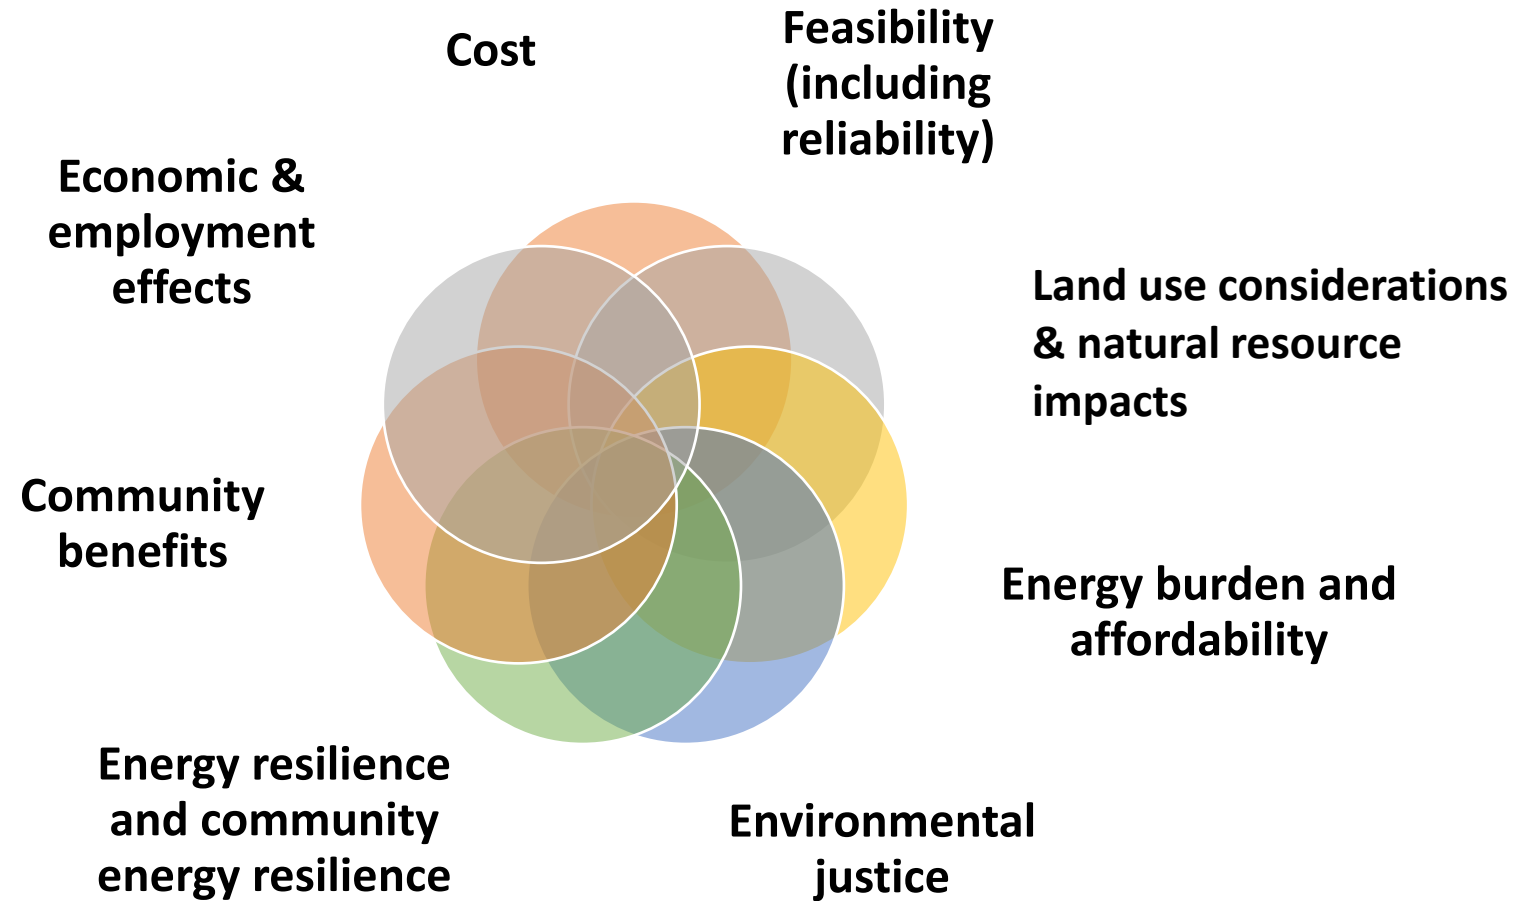 Cost
Feasibility
(including
reliability)
Economic &
employment
effects
Land use considerations
& natural resource
impacts
Community
benefits
Energy burden and
affordability
Energy resilience
and community
energy resilience
Environmental
justice